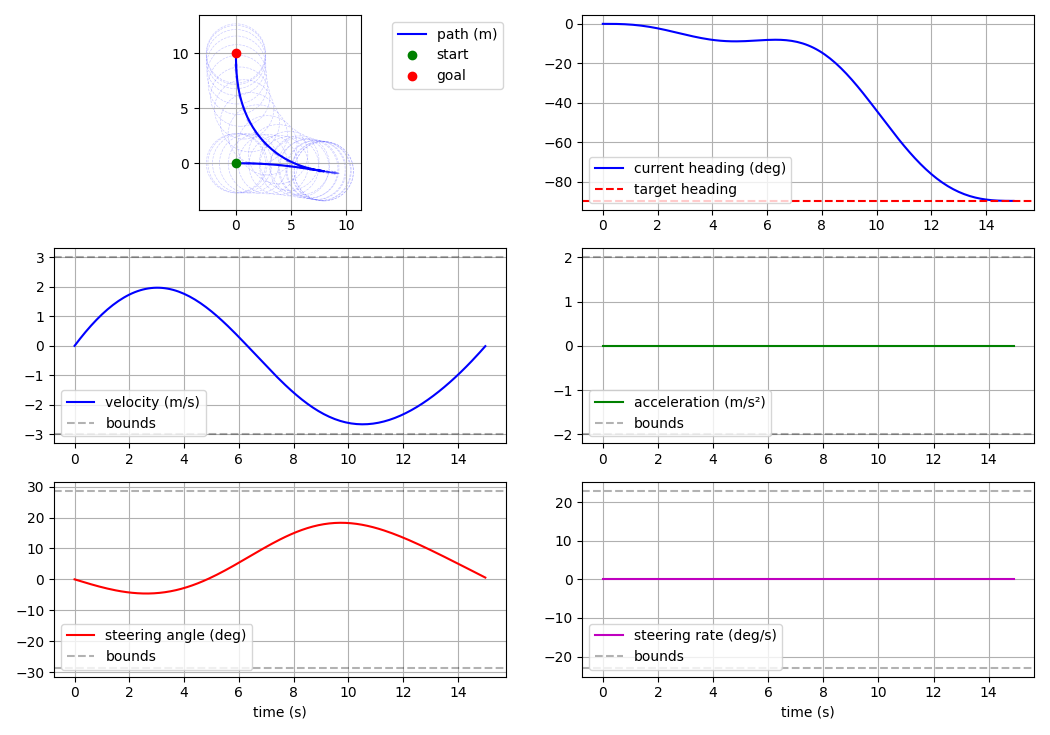 10
5
0
0 5 10
path (m)
start
goal
0
−20
−40
−60
−80
current heading (deg)
target heading
0 2 4 6 8 10 12 14
3
2
1
0
−1
−2
−3
velocity (m/s)
bounds
0 2 4 6 8 10 12 14
2
1
0
−1
−2
acceleration (m/s²)
bounds
0 2 4 6 8 10 12 14
30
20
10
0
−10
−20
−30
steering angle (deg)
bounds
0 2 4 6 8 10 12 14
time (s)
20
10
0
−10
−20
steering rate (deg/s)
bounds
0 2 4 6 8 10 12 14
time (s)